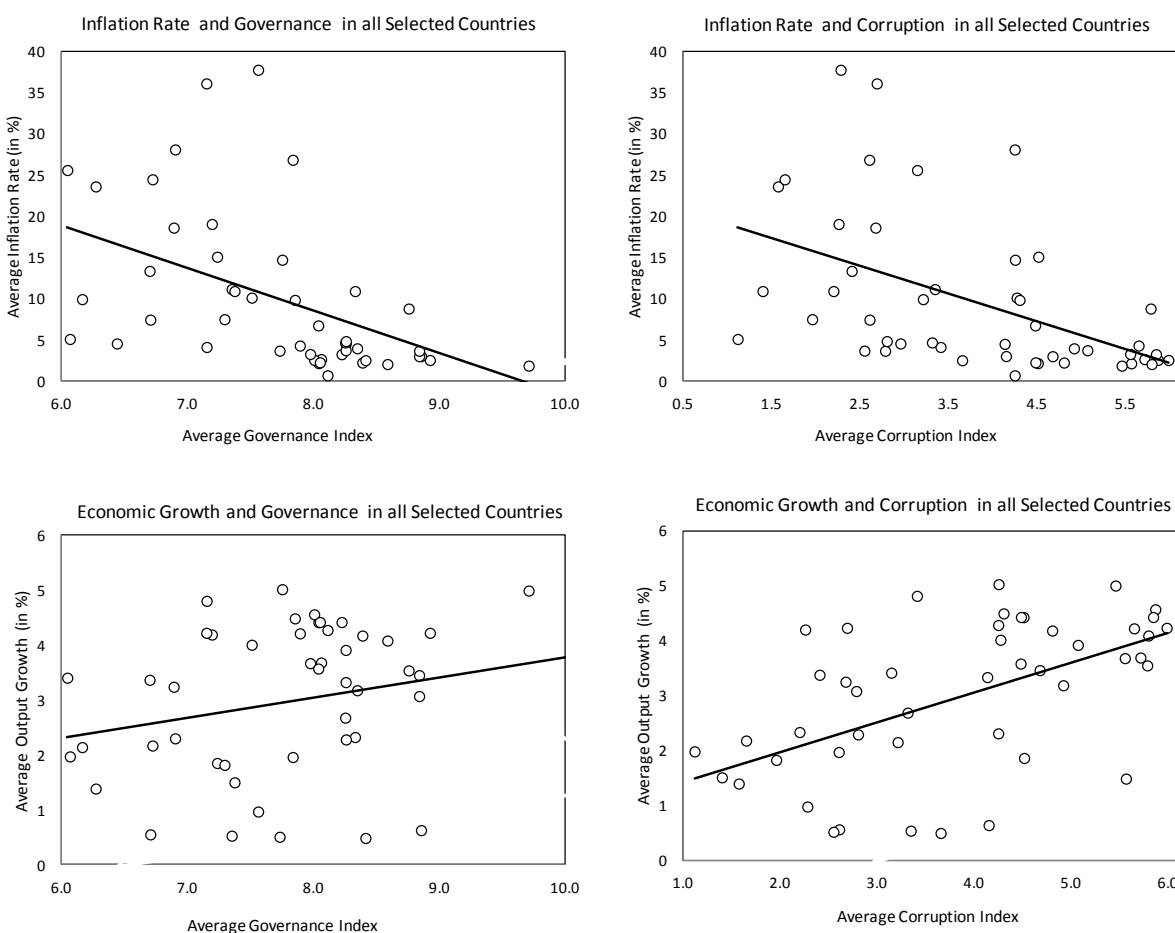 Inflation Rate and Governance in all Selected Countries
40
35
30
25
20
15
10
5
0
Average Inflation Rate (in %)
6.0 7.0 8.0 9.0 10.0
Average Governance Index
Inflation Rate and Corruption in all Selected Countries
40
35
30
25
20
15
10
5
0
Average Inflation Rate (in %)
0.5 1.5 2.5 3.5 4.5 5.5
Average Corruption Index
Economic Growth and Governance in all Selected Countries
6
5
4
3
2
1
0
Average Output Growth (in %)
6.0 7.0 8.0 9.0 10.0
Average Governance Index
Economic Growth and Corruption in all Selected Countries
6
5
4
3
2
1
0
Average Output Growth (in %)
1.0 2.0 3.0 4.0 5.0 6.0
Average Corruption Index